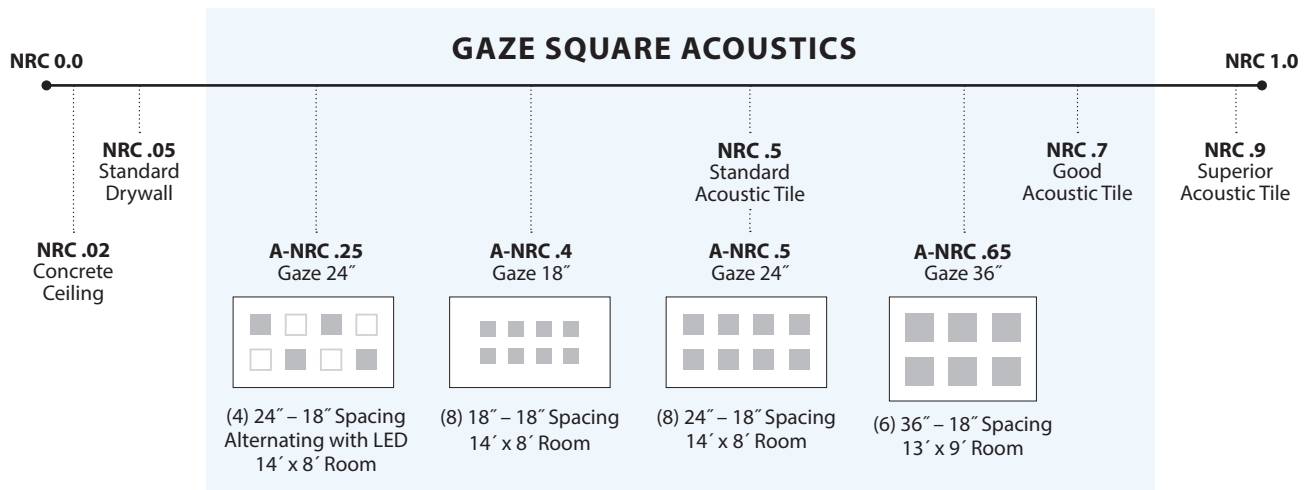 GAZE SQUARE ACOUSTICS
NRC 0.0
NRC 1.0
NRC .05
Standard
Drywall
NRC .5
Standard
Acoustic Tile
NRC .7
Good
Acoustic Tile
NRC .9
Superior
Acoustic Tile
NRC .02
Concrete
Ceiling
A-NRC .25
Gaze 24˝
A-NRC .4
Gaze 18˝
A-NRC .5
Gaze 24˝
A-NRC .65
Gaze 36˝
(4) 24˝ – 18˝ Spacing
Alternating with LED
14´ x 8´ Room
(8) 18˝ – 18˝ Spacing
14´ x 8´ Room
(8) 24˝ – 18˝ Spacing
14´ x 8´ Room
(6) 36˝ – 18˝ Spacing
13´ x 9´ Room